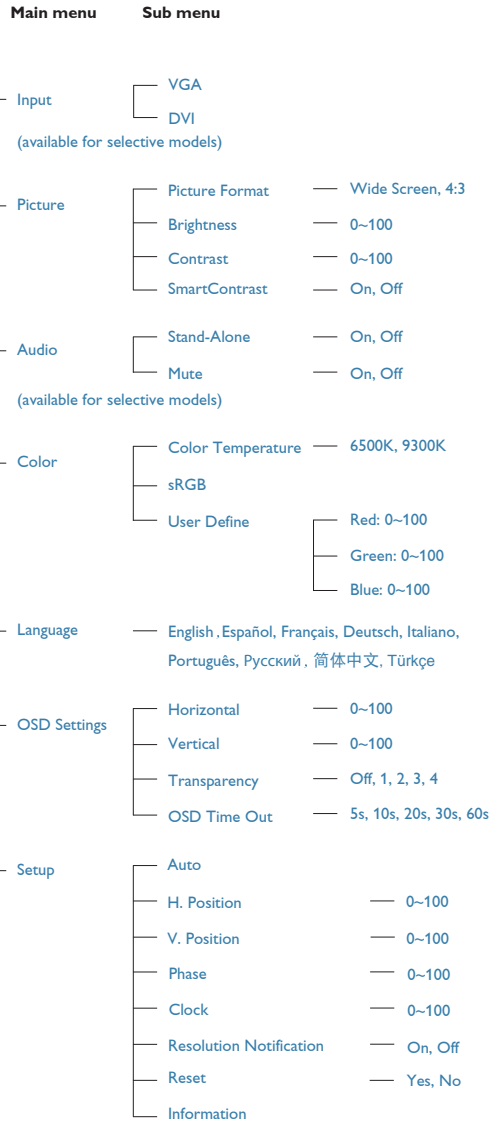 Main menu Sub menu
Input VGA
DVI
(available for selective models)
Picture Picture Format Wide Screen, 4:3
Brightness 0~100
Contrast 0~100
SmartContrast On, Off
Audio Stand-Alone On, Off
Mute On, Off
(available for selective models)
Color Color Temperature 6500K, 9300K
sRGB
User Define Red: 0~100
Green: 0~100
Blue: 0~100
Language English , Español, Français, Deutsch, Italiano,
Português, Русский , 简体中文, Türkçe
OSD Settings Horizontal 0~100
Vertical 0~100
Transparency Off, 1, 2, 3, 4
OSD Time Out 5s, 10s, 20s, 30s, 60s
Setup Auto
H. Position 0~100
V. Position 0~100
Phase 0~100
Clock 0~100
Resolution Notification On, Off
Reset Yes, No
Information